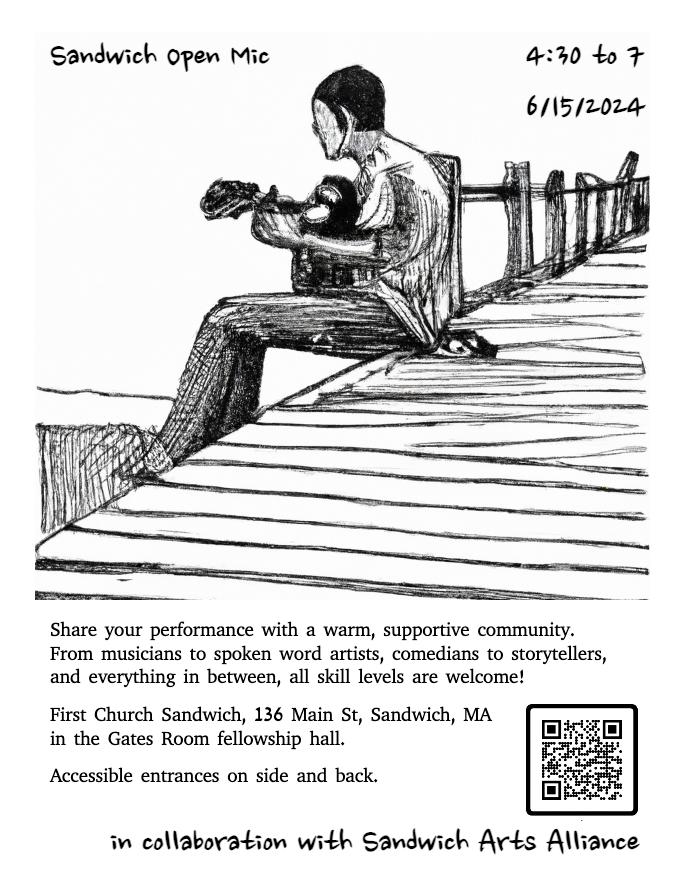 Sandwich Open Mic
4:30 to 7
6/15/2024
Share your performance with a warm, supportive community.
From musicians to spoken word artists, comedians to storytellers,
and everything in between, all skill levels are welcome!
First Church Sandwich, 136 Main St, Sandwich, MA
in the Gates Room fellowship hall.
Accessible entrances on side and back.
in collaboration with Sandwich Arts Alliance